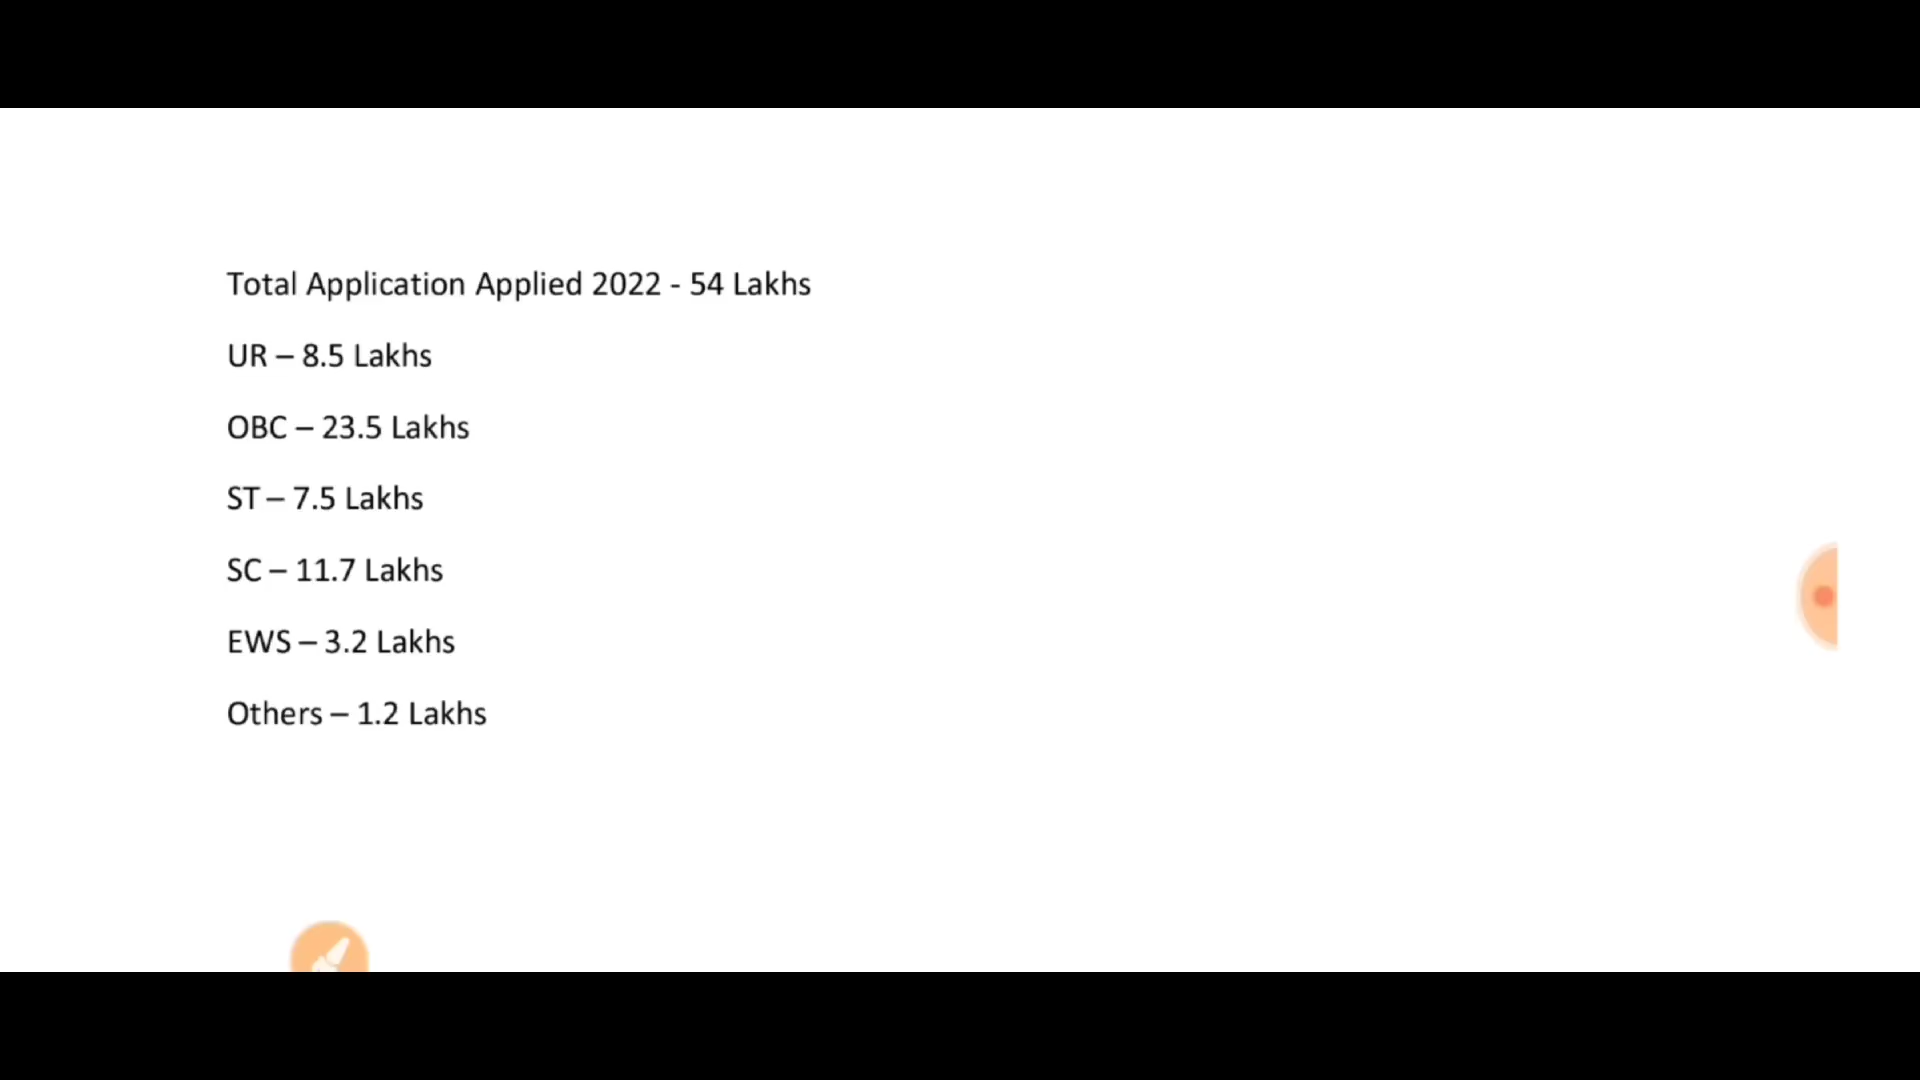 Total Application Applied 2022 - 54 Lakhs
UR – 8.5 Lakhs
OBC – 23.5 Lakhs
ST – 7.5 Lakhs
SC – 11.7 Lakhs
EWS – 3.2 Lakhs
Others – 1.2 Lakhs